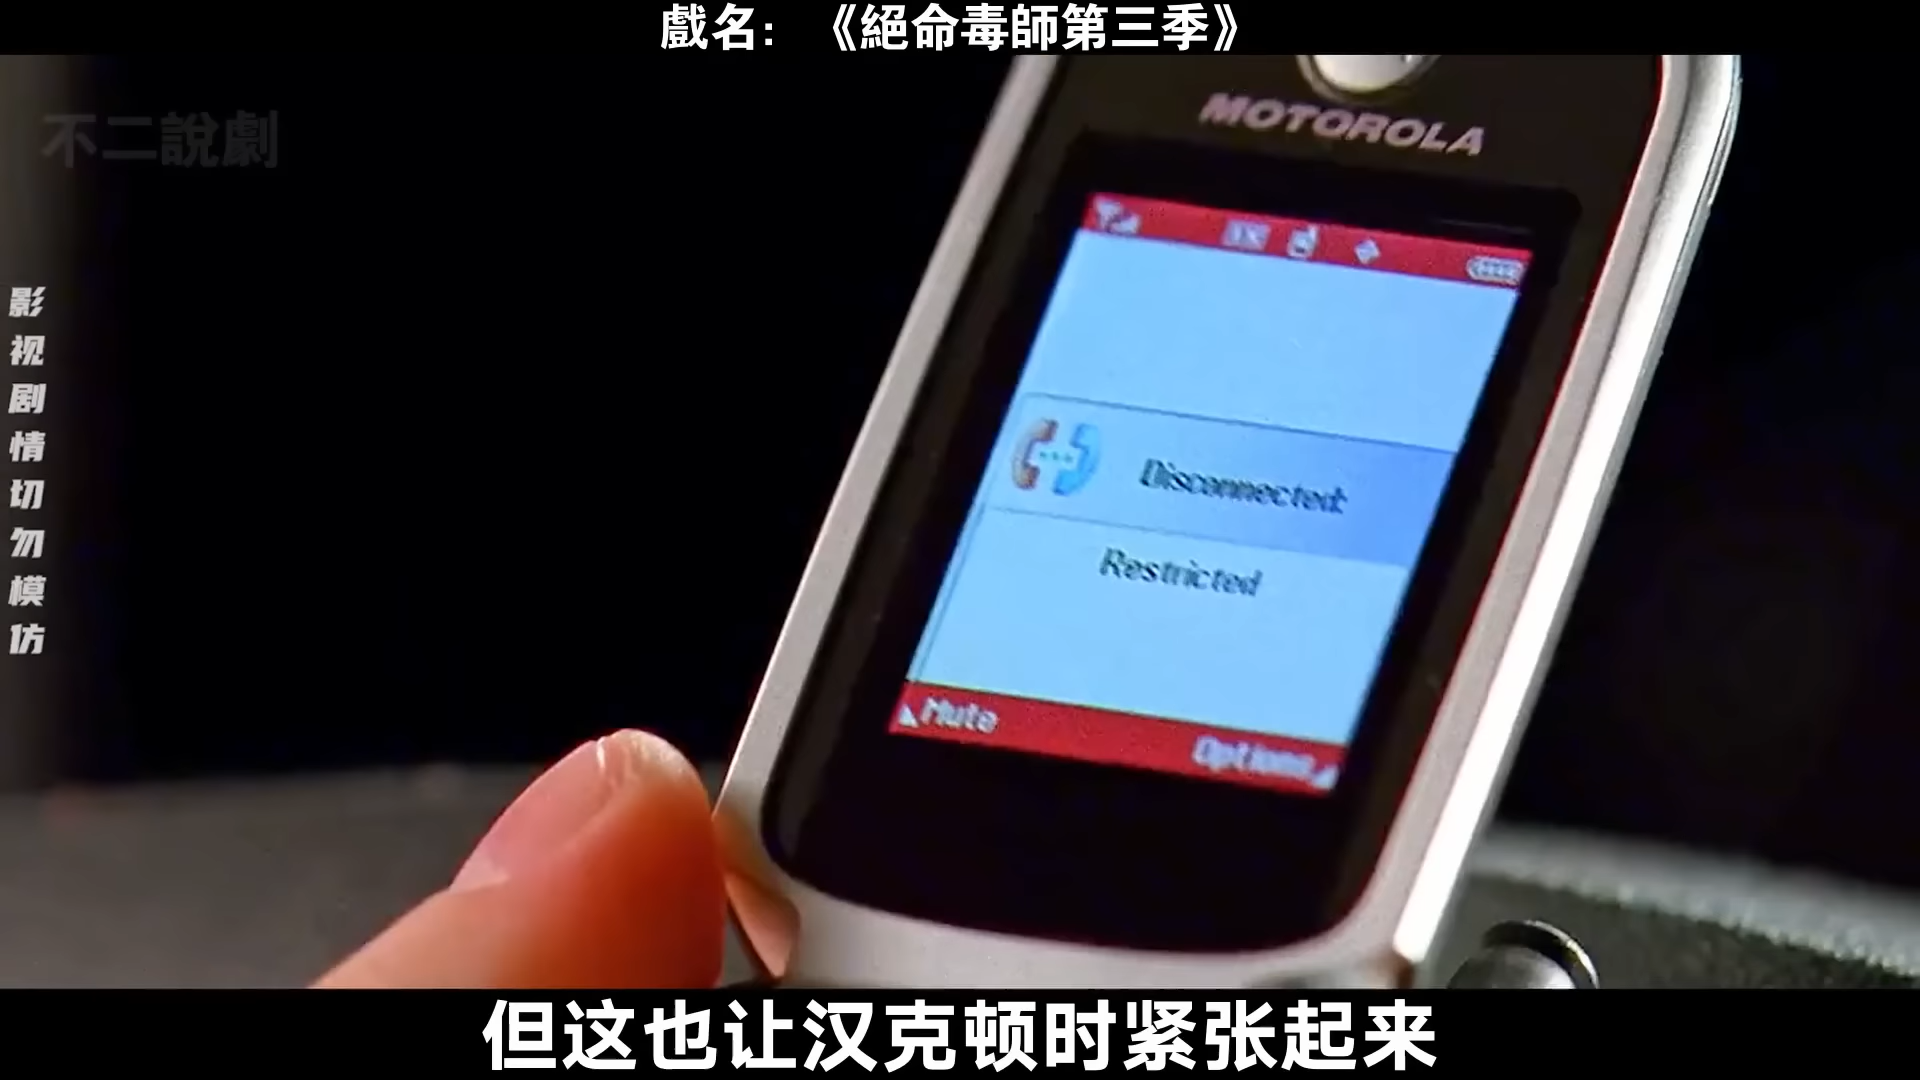 戲名：《絕命毒師第三季》
不二說劇
MOTOROLA
影视剧情切勿模仿
Disconnected:
Restricted
Mute
Options
但这也让汉克顿时紧张起来